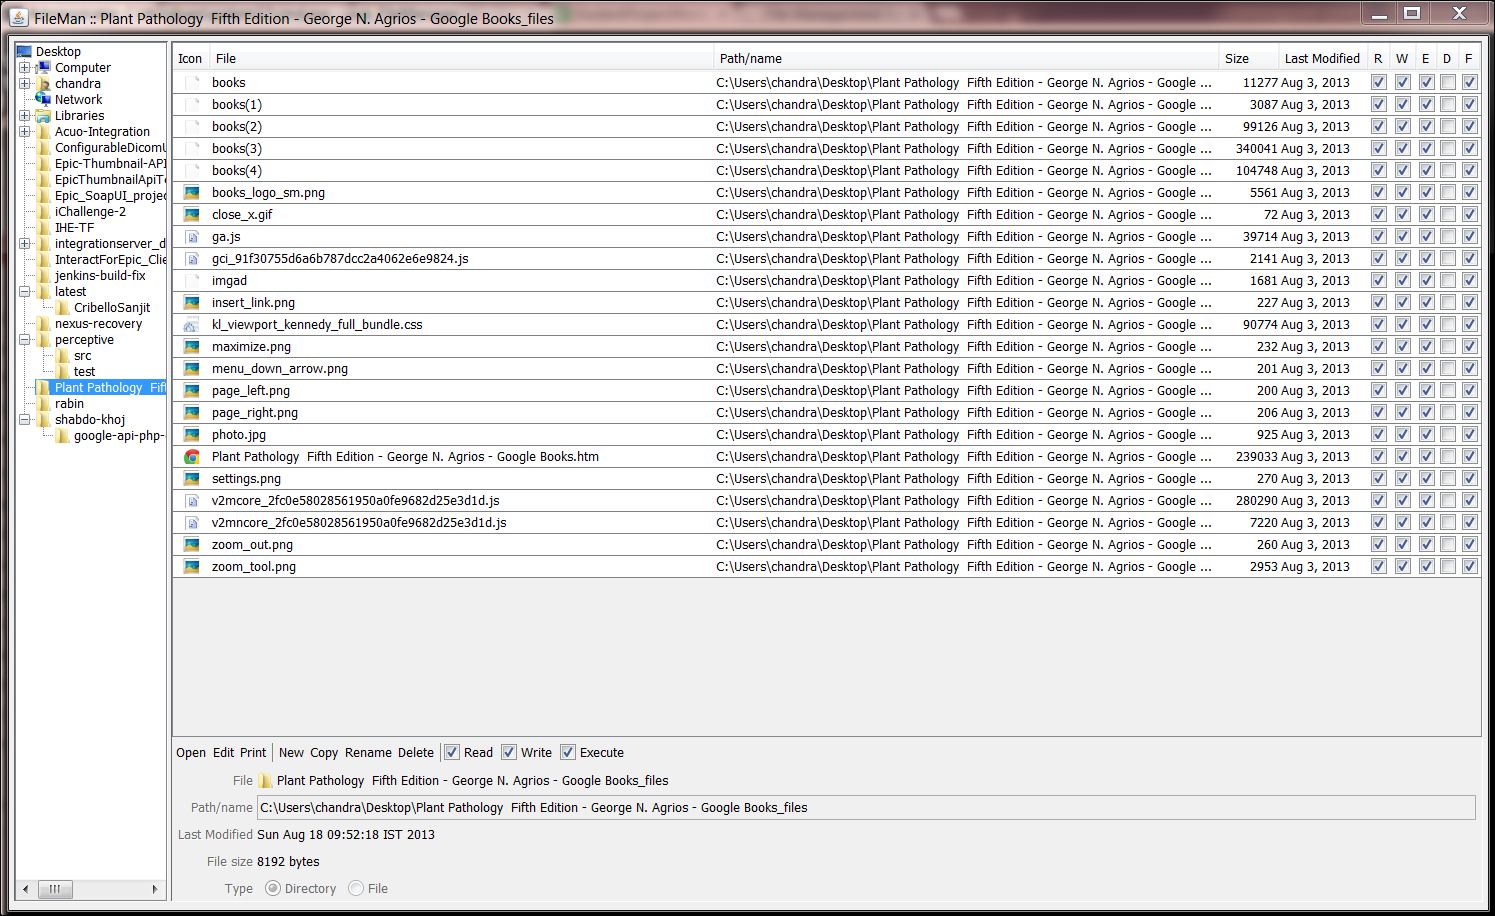 FileMan :: Plant Pathology  Fifth Edition - George N. Agrios - Google Books_files
Desktop
Computer
chandra
Network
Libraries
Acuo-Integration
ConfigurableDicomU
Epic-Thumbnail-API
EpicThumbnailApiTe
Epic_SoapUI_projec
iChallenge-2
IHE-TF
integrationserver_d
InteractForEpic_Clie
jenkins-build-fix
latest
CribelloSanjit
nexus-recovery
perceptive
src
test
Plant Pathology  Fift
rabin
shabdo-khoj
google-api-php-
Icon File Path/name Size Last Modified R W E D F
books C:\Users\chandra\Desktop\Plant Pathology  Fifth Edition - George N. Agrios - Google ... 11277 Aug 3, 2013
books(1) C:\Users\chandra\Desktop\Plant Pathology  Fifth Edition - George N. Agrios - Google ... 3087 Aug 3, 2013
books(2) C:\Users\chandra\Desktop\Plant Pathology  Fifth Edition - George N. Agrios - Google ... 99126 Aug 3, 2013
books(3) C:\Users\chandra\Desktop\Plant Pathology  Fifth Edition - George N. Agrios - Google ... 340041 Aug 3, 2013
books(4) C:\Users\chandra\Desktop\Plant Pathology  Fifth Edition - George N. Agrios - Google ... 104748 Aug 3, 2013
books_logo_sm.png C:\Users\chandra\Desktop\Plant Pathology  Fifth Edition - George N. Agrios - Google ... 5561 Aug 3, 2013
close_x.gif C:\Users\chandra\Desktop\Plant Pathology  Fifth Edition - George N. Agrios - Google ... 72 Aug 3, 2013
ga.js C:\Users\chandra\Desktop\Plant Pathology  Fifth Edition - George N. Agrios - Google ... 39714 Aug 3, 2013
gci_91f30755d6a6b787dcc2a4062e6e9824.js C:\Users\chandra\Desktop\Plant Pathology  Fifth Edition - George N. Agrios - Google ... 2141 Aug 3, 2013
imgad C:\Users\chandra\Desktop\Plant Pathology  Fifth Edition - George N. Agrios - Google ... 1681 Aug 3, 2013
insert_link.png C:\Users\chandra\Desktop\Plant Pathology  Fifth Edition - George N. Agrios - Google ... 227 Aug 3, 2013
kl_viewport_kennedy_full_bundle.css C:\Users\chandra\Desktop\Plant Pathology  Fifth Edition - George N. Agrios - Google ... 90774 Aug 3, 2013
maximize.png C:\Users\chandra\Desktop\Plant Pathology  Fifth Edition - George N. Agrios - Google ... 232 Aug 3, 2013
menu_down_arrow.png C:\Users\chandra\Desktop\Plant Pathology  Fifth Edition - George N. Agrios - Google ... 201 Aug 3, 2013
page_left.png C:\Users\chandra\Desktop\Plant Pathology  Fifth Edition - George N. Agrios - Google ... 200 Aug 3, 2013
page_right.png C:\Users\chandra\Desktop\Plant Pathology  Fifth Edition - George N. Agrios - Google ... 206 Aug 3, 2013
photo.jpg C:\Users\chandra\Desktop\Plant Pathology  Fifth Edition - George N. Agrios - Google ... 925 Aug 3, 2013
Plant Pathology  Fifth Edition - George N. Agrios - Google Books.htm C:\Users\chandra\Desktop\Plant Pathology  Fifth Edition - George N. Agrios - Google ... 239033 Aug 3, 2013
settings.png C:\Users\chandra\Desktop\Plant Pathology  Fifth Edition - George N. Agrios - Google ... 270 Aug 3, 2013
v2mcore_2fc0e58028561950a0fe9682d25e3d1d.js C:\Users\chandra\Desktop\Plant Pathology  Fifth Edition - George N. Agrios - Google ... 280290 Aug 3, 2013
v2mncore_2fc0e58028561950a0fe9682d25e3d1d.js C:\Users\chandra\Desktop\Plant Pathology  Fifth Edition - George N. Agrios - Google ... 7220 Aug 3, 2013
zoom_out.png C:\Users\chandra\Desktop\Plant Pathology  Fifth Edition - George N. Agrios - Google ... 260 Aug 3, 2013
zoom_tool.png C:\Users\chandra\Desktop\Plant Pathology  Fifth Edition - George N. Agrios - Google ... 2953 Aug 3, 2013
Open Edit Print New Copy Rename Delete Read Write Execute
File Plant Pathology  Fifth Edition - George N. Agrios - Google Books_files
Path/name C:\Users\chandra\Desktop\Plant Pathology  Fifth Edition - George N. Agrios - Google Books_files
Last Modified Sun Aug 18 09:52:18 IST 2013
File size 8192 bytes
Type Directory File